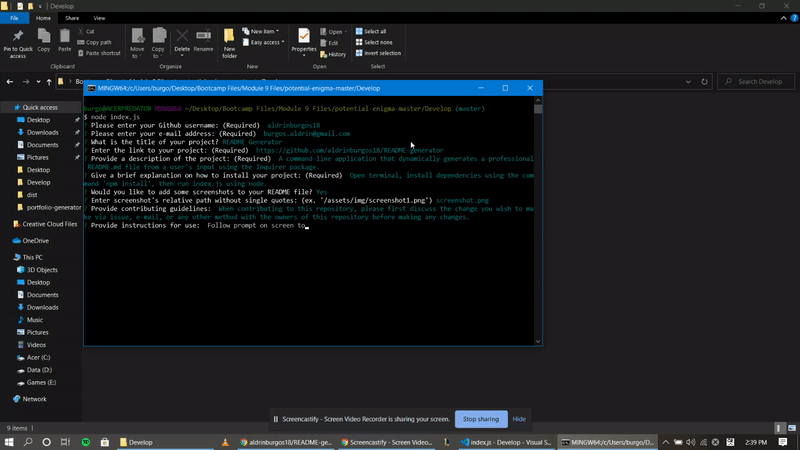 Develop
File
Home
Share
View
Pin to Quick access
Copy
Paste
Cut
Copy path
Paste shortcut
Move to
Copy to
Delete
Rename
New folder
New item
Easy access
Properties
Open
Edit
History
Select all
Select none
Invert selection
Clipboard
Organize
New
Open
Select
Search Develop
MINGW64:/c/Users/burgo/Desktop/Bootcamp Files/Module 9 Files/potential-enigma-master/Develop
burgo@ACERPREDATOR MINGW64 ~/Desktop/Bootcamp Files/Module 9 Files/potential-enigma-master/Develop (master)
$ node index.js
? Please enter your Github username: (Required) aldrinburgos18
? Please enter your e-mail address: (Required) burgos.aldrin@gmail.com
? What is the title of your project? README Generator
? Enter the link to your project: (Required) https://github.com/aldrinburgos18/README-generator
? Provide a description of the project: (Required) A command-line application that dynamically generates a professional
README.md file from a user's input using the Inquirer package.
? Give a brief explanation on how to install your project: (Required) Open terminal, install dependencies using the com
mand 'npm install', then run index.js using node.
? Would you like to add some screenshots to your README file? Yes
? Enter screenshot's relative path without single quotes: (ex. '/assets/img/screenshot1.png') screenshot.png
? Provide contributing guidelines: When contributing to this repository, please first discuss the change you wish to ma
ke via issue, e-mail, or any other method with the owners of this repository before making any changes.
? Provide instructions for use: Follow prompt on screen to
Quick access
Desktop
Downloads
Documents
Pictures
Desktop
Develop
dist
portfolio-generator
Creative Cloud Files
OneDrive
This PC
3D Objects
Desktop
Documents
Downloads
Music
Pictures
Videos
Acer (C:)
Data (D:)
Games (E:)
Network
9 items
Screencastify - Screen Video Recorder is sharing your screen.
Stop sharing
Hide
Develop
aldrinburgos18/README-ge...
Screencastify - Screen Video...
index.js - Develop - Visual S...
MINGW64:/c/Users/burgo/D...
2:39 PM